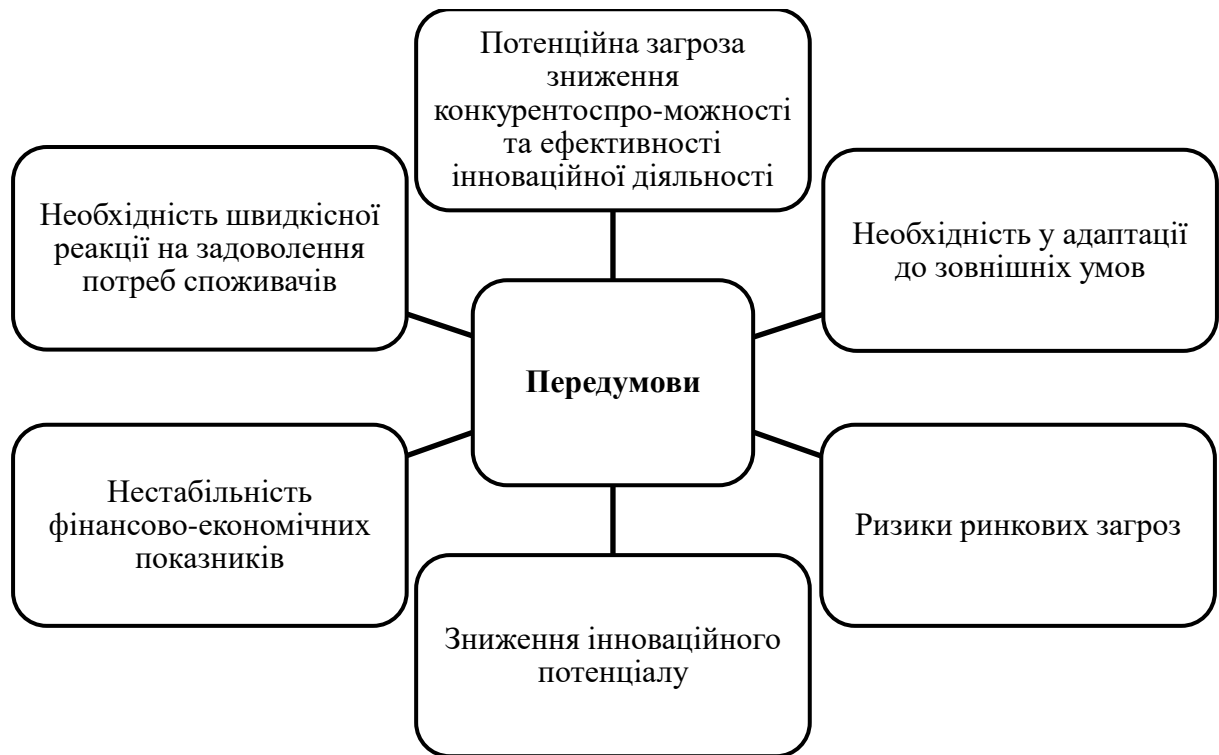 Потенційна загроза
зниження
конкурентоспро-можності
та ефективності
інноваційної діяльності
Необхідність швидкісної
реакції на задоволення
потреб споживачів
Необхідність у адаптації
до зовнішніх умов
Передумови
Нестабільність
фінансово-економічних
показників
Ризики ринкових загроз
Зниження інноваційного
потенціалу